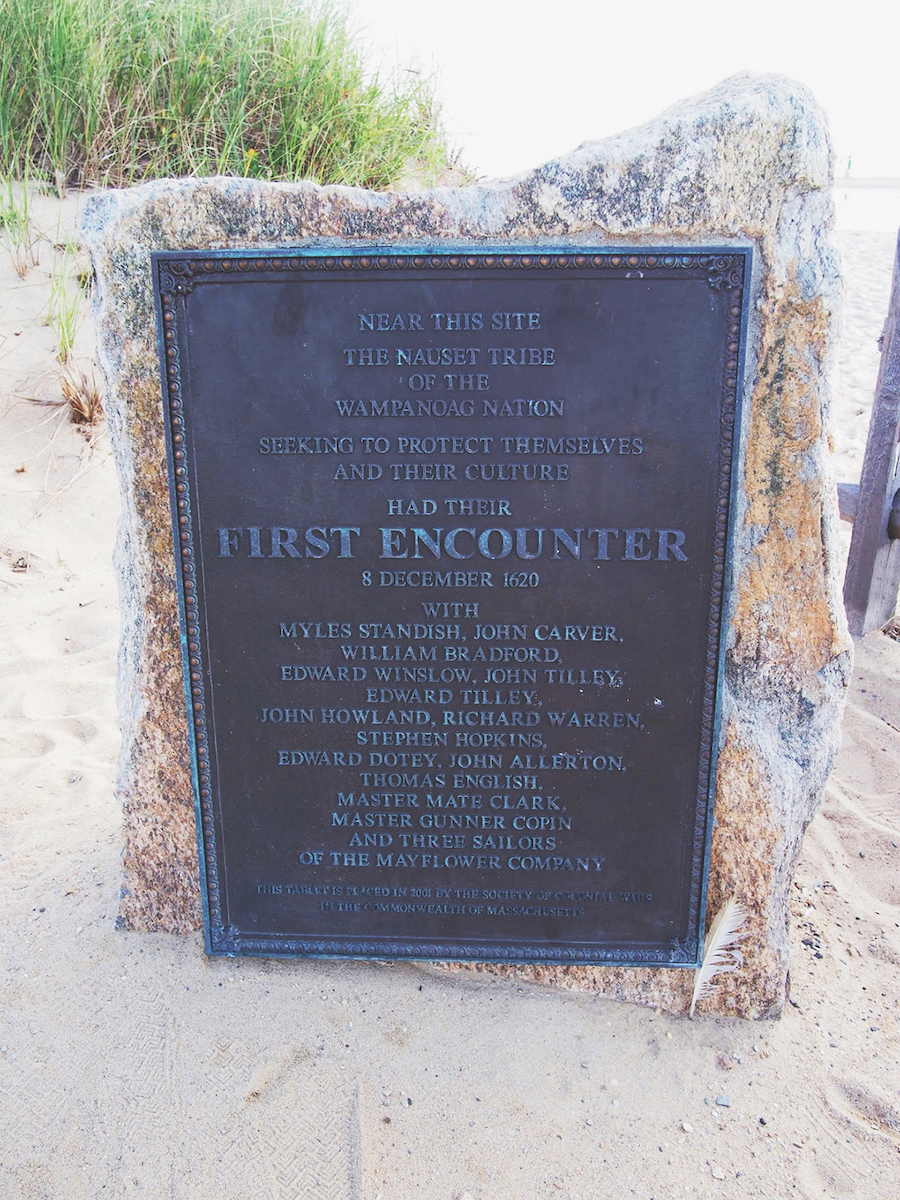 NEAR THIS SITE
THE NAUSET TRIBE
OF THE
WAMPANOAG NATION
SEEKING TO PROTECT THEMSELVES
AND THEIR CULTURE
HAD THEIR
FIRST ENCOUNTER
8 DECEMBER 1620
WITH
MYLES STANDISH, JOHN CARVER,
WILLIAM BRADFORD,
EDWARD WINSLOW, JOHN TILLEY,
EDWARD TILLEY,
JOHN HOWLAND, RICHARD WARREN,
STEPHEN HOPKINS,
EDWARD DOTEY, JOHN ALLERTON,
THOMAS ENGLISH,
MASTER MATE CLARK,
MASTER GUNNER COPIN
AND THREE SAILORS
OF THE MAYFLOWER COMPANY
THIS TABLET IS PLACED IN 2001 BY THE SOCIETY OF COLONIAL WARS
IN THE COMMONWEALTH OF MASSACHUSETTS